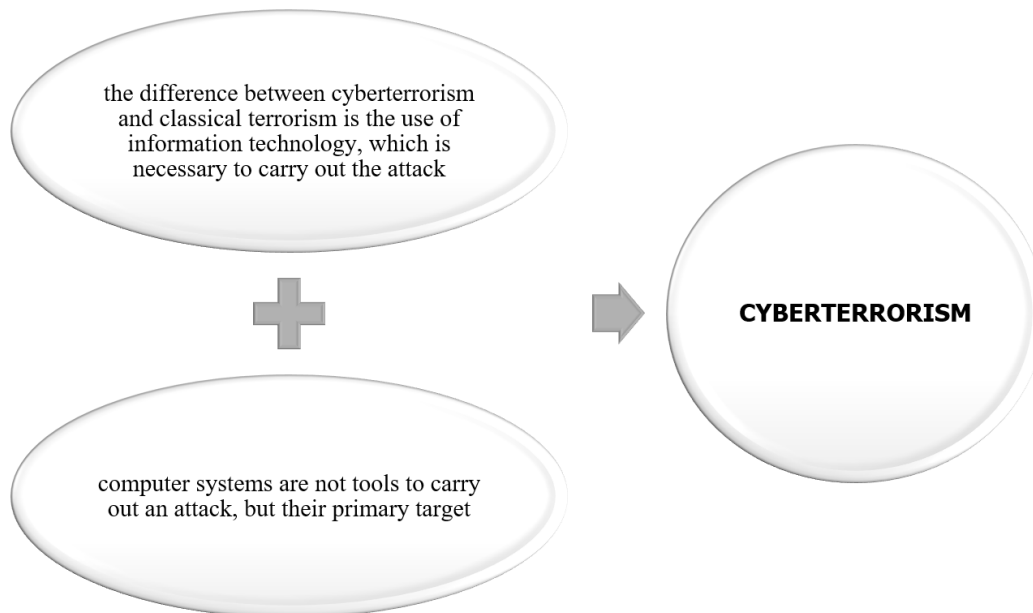 the difference between cyberterrorism
and classical terrorism is the use of
information technology, which is
necessary to carry out the attack
CYBERTERRORISM
computer systems are not tools to carry
out an attack, but their primary target